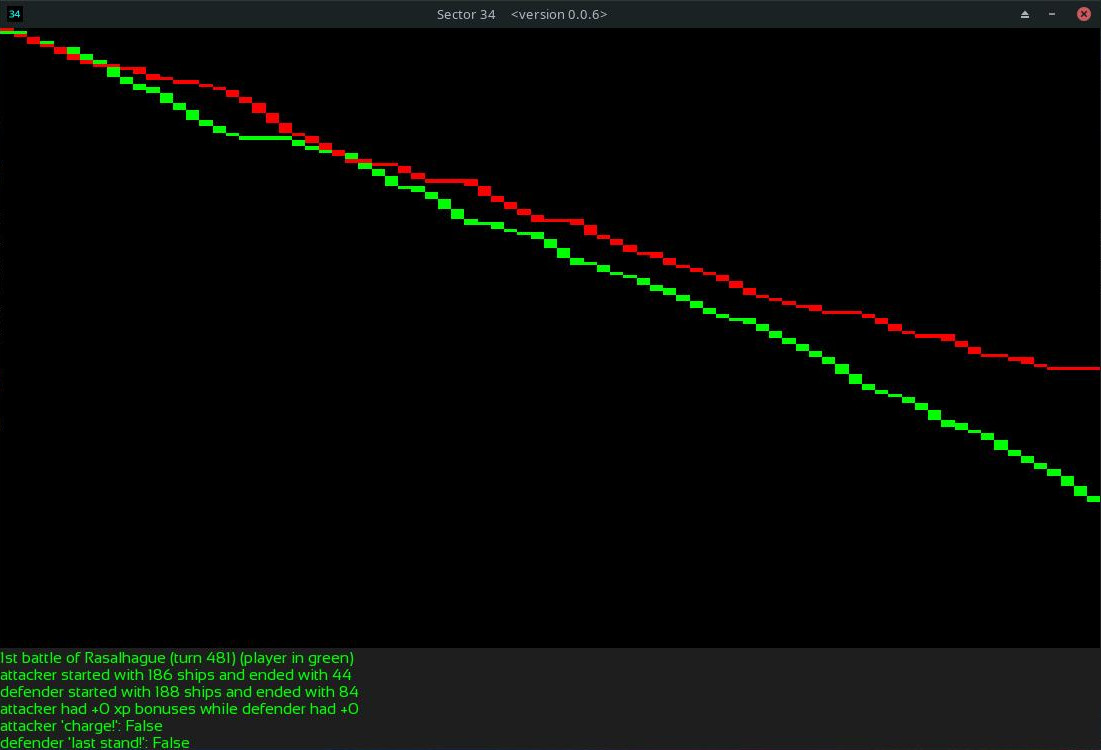 34 Sector 34 <version 0.0.6>
1st battle of Rasalhague (turn 481) (player in green)
attacker started with 186 ships and ended with 44
defender started with 188 ships and ended with 84
attacker had +0 xp bonuses while defender had +0
attacker 'charge!': False
defender 'last stand!': False